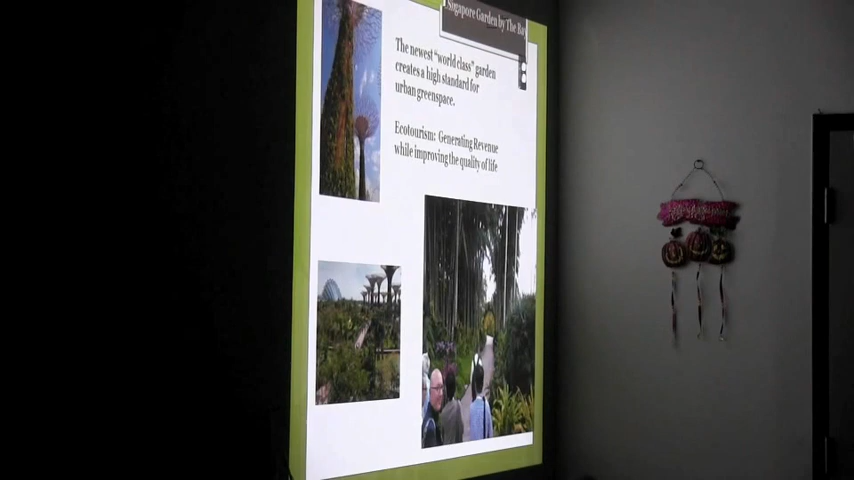 Singapore Garden by The Bay
The newest "world class" garden
creates a high standard for
urban greenspace.
Ecotourism: Generating Revenue
while improving the quality of life